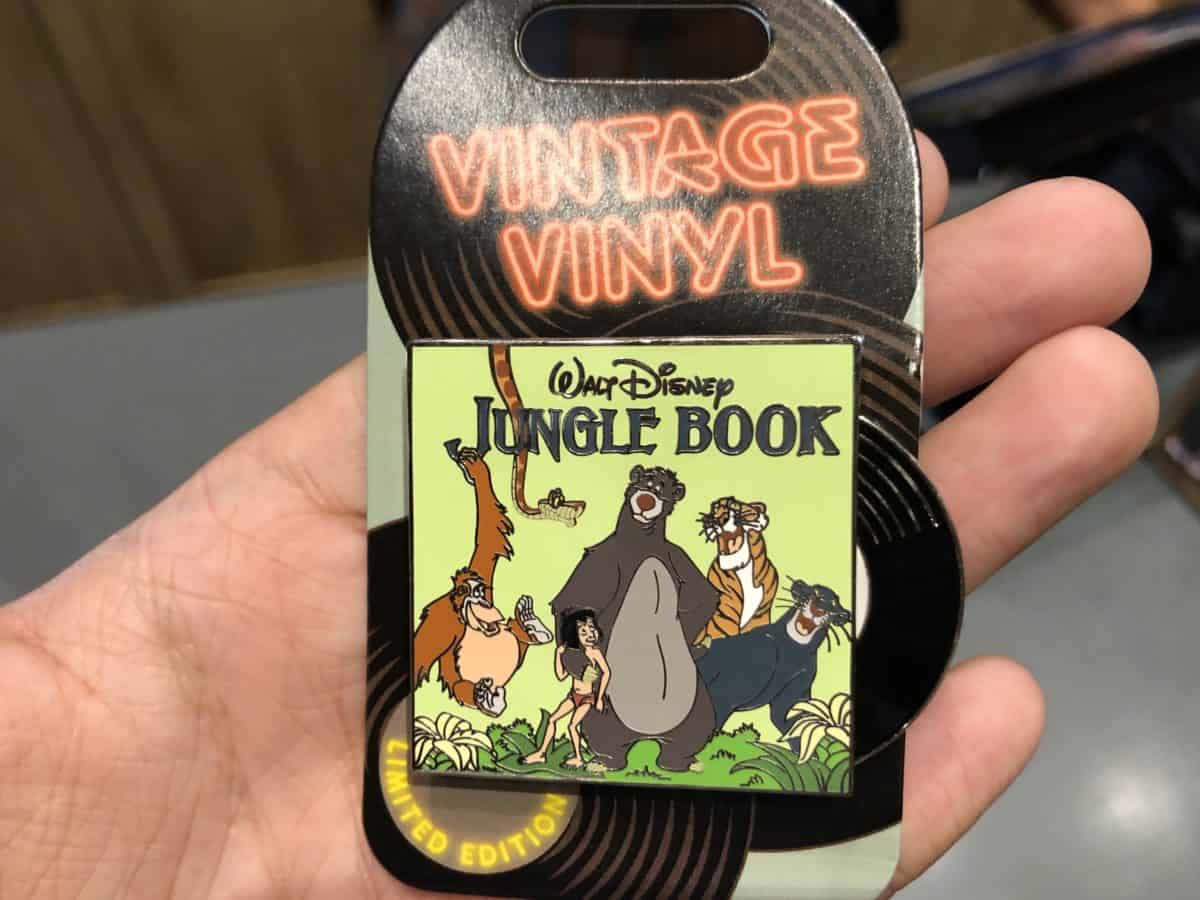 VINTAGE
VINYL
WALT DISNEY
JUNGLE BOOK
LIMITED EDITION